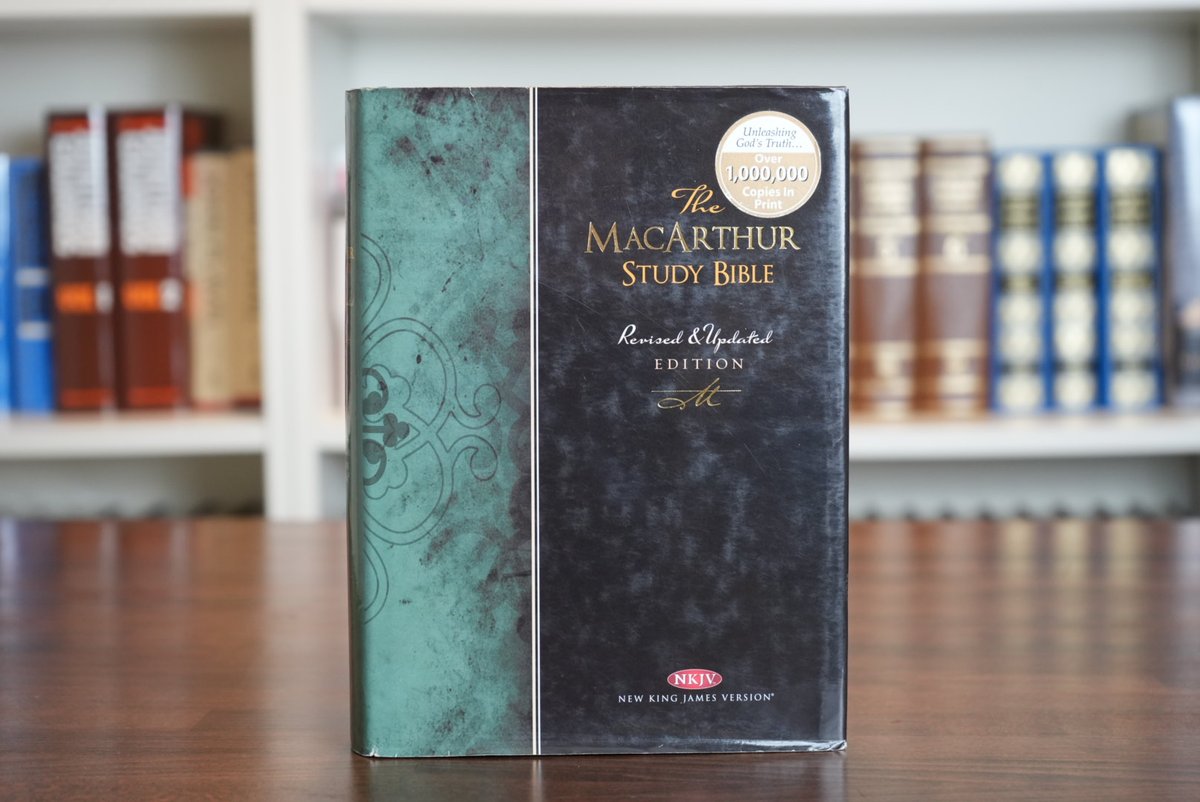 Unleashing
God's Truth...
Over
1,000,000
Copies In
Print
The
MACARTHUR
STUDY BIBLE
Revised & Updated
EDITION
NKJV
NEW KING JAMES VERSION®